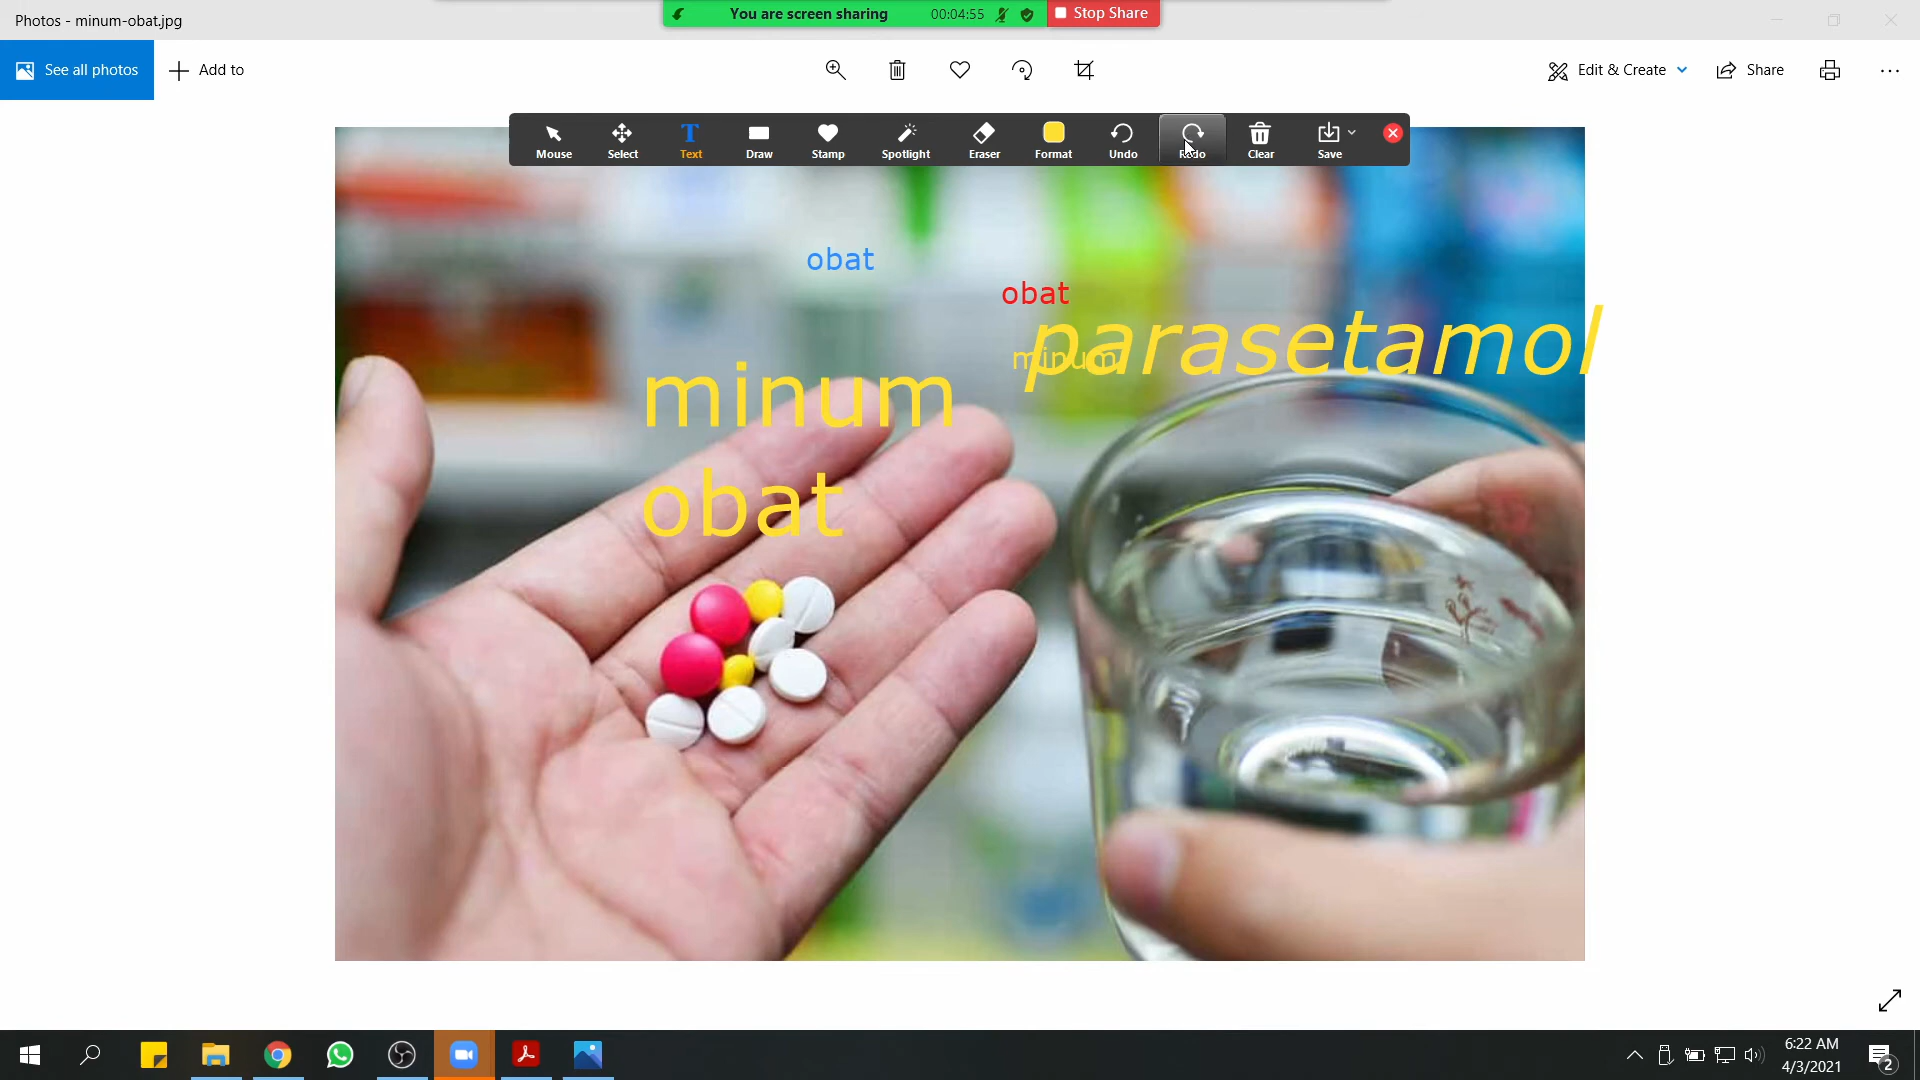 Photos - minum-obat.jpg
You are screen sharing 00:04:55 Stop Share
See all photos Add to Edit & Create Share
Mouse Select Text Draw Stamp Spotlight Eraser Format Undo Redo Clear Save
obat
obat
parasetamol
minum
minum
obat
6:22 AM
4/3/2021
2